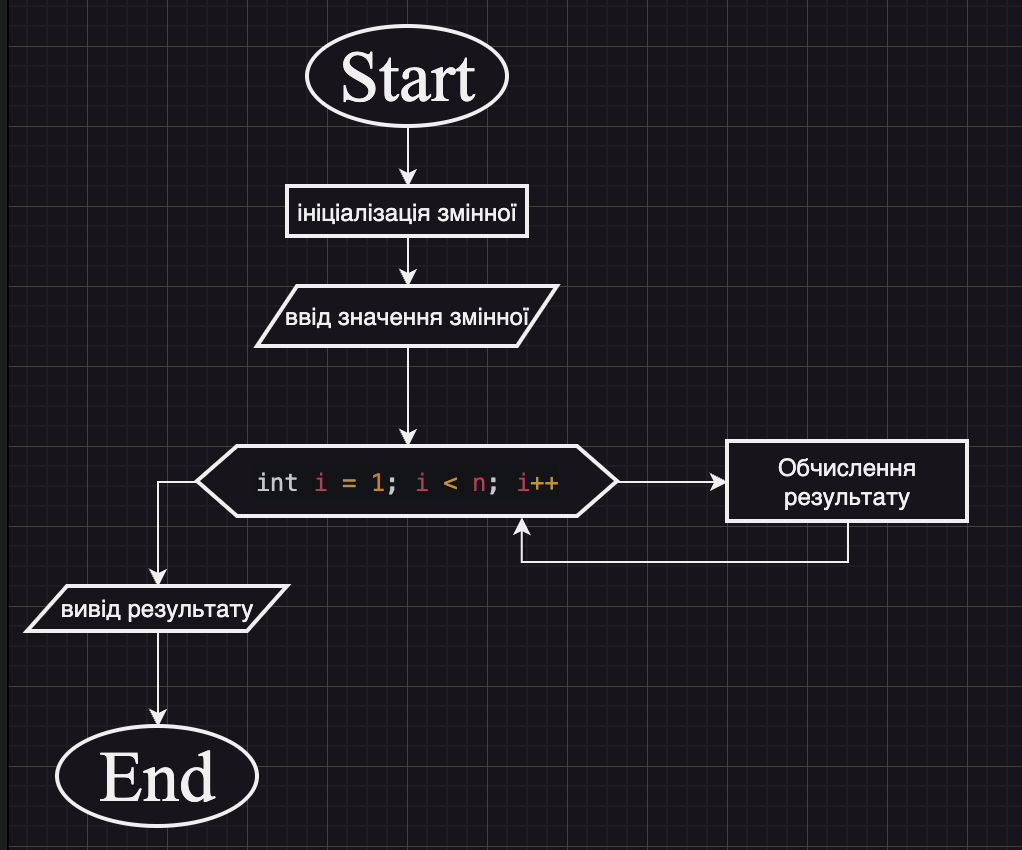 Start
ініціалізація змінної
ввід значення змінної
int i = 1; i < n; i++
Обчислення
результату
вивід результату
End